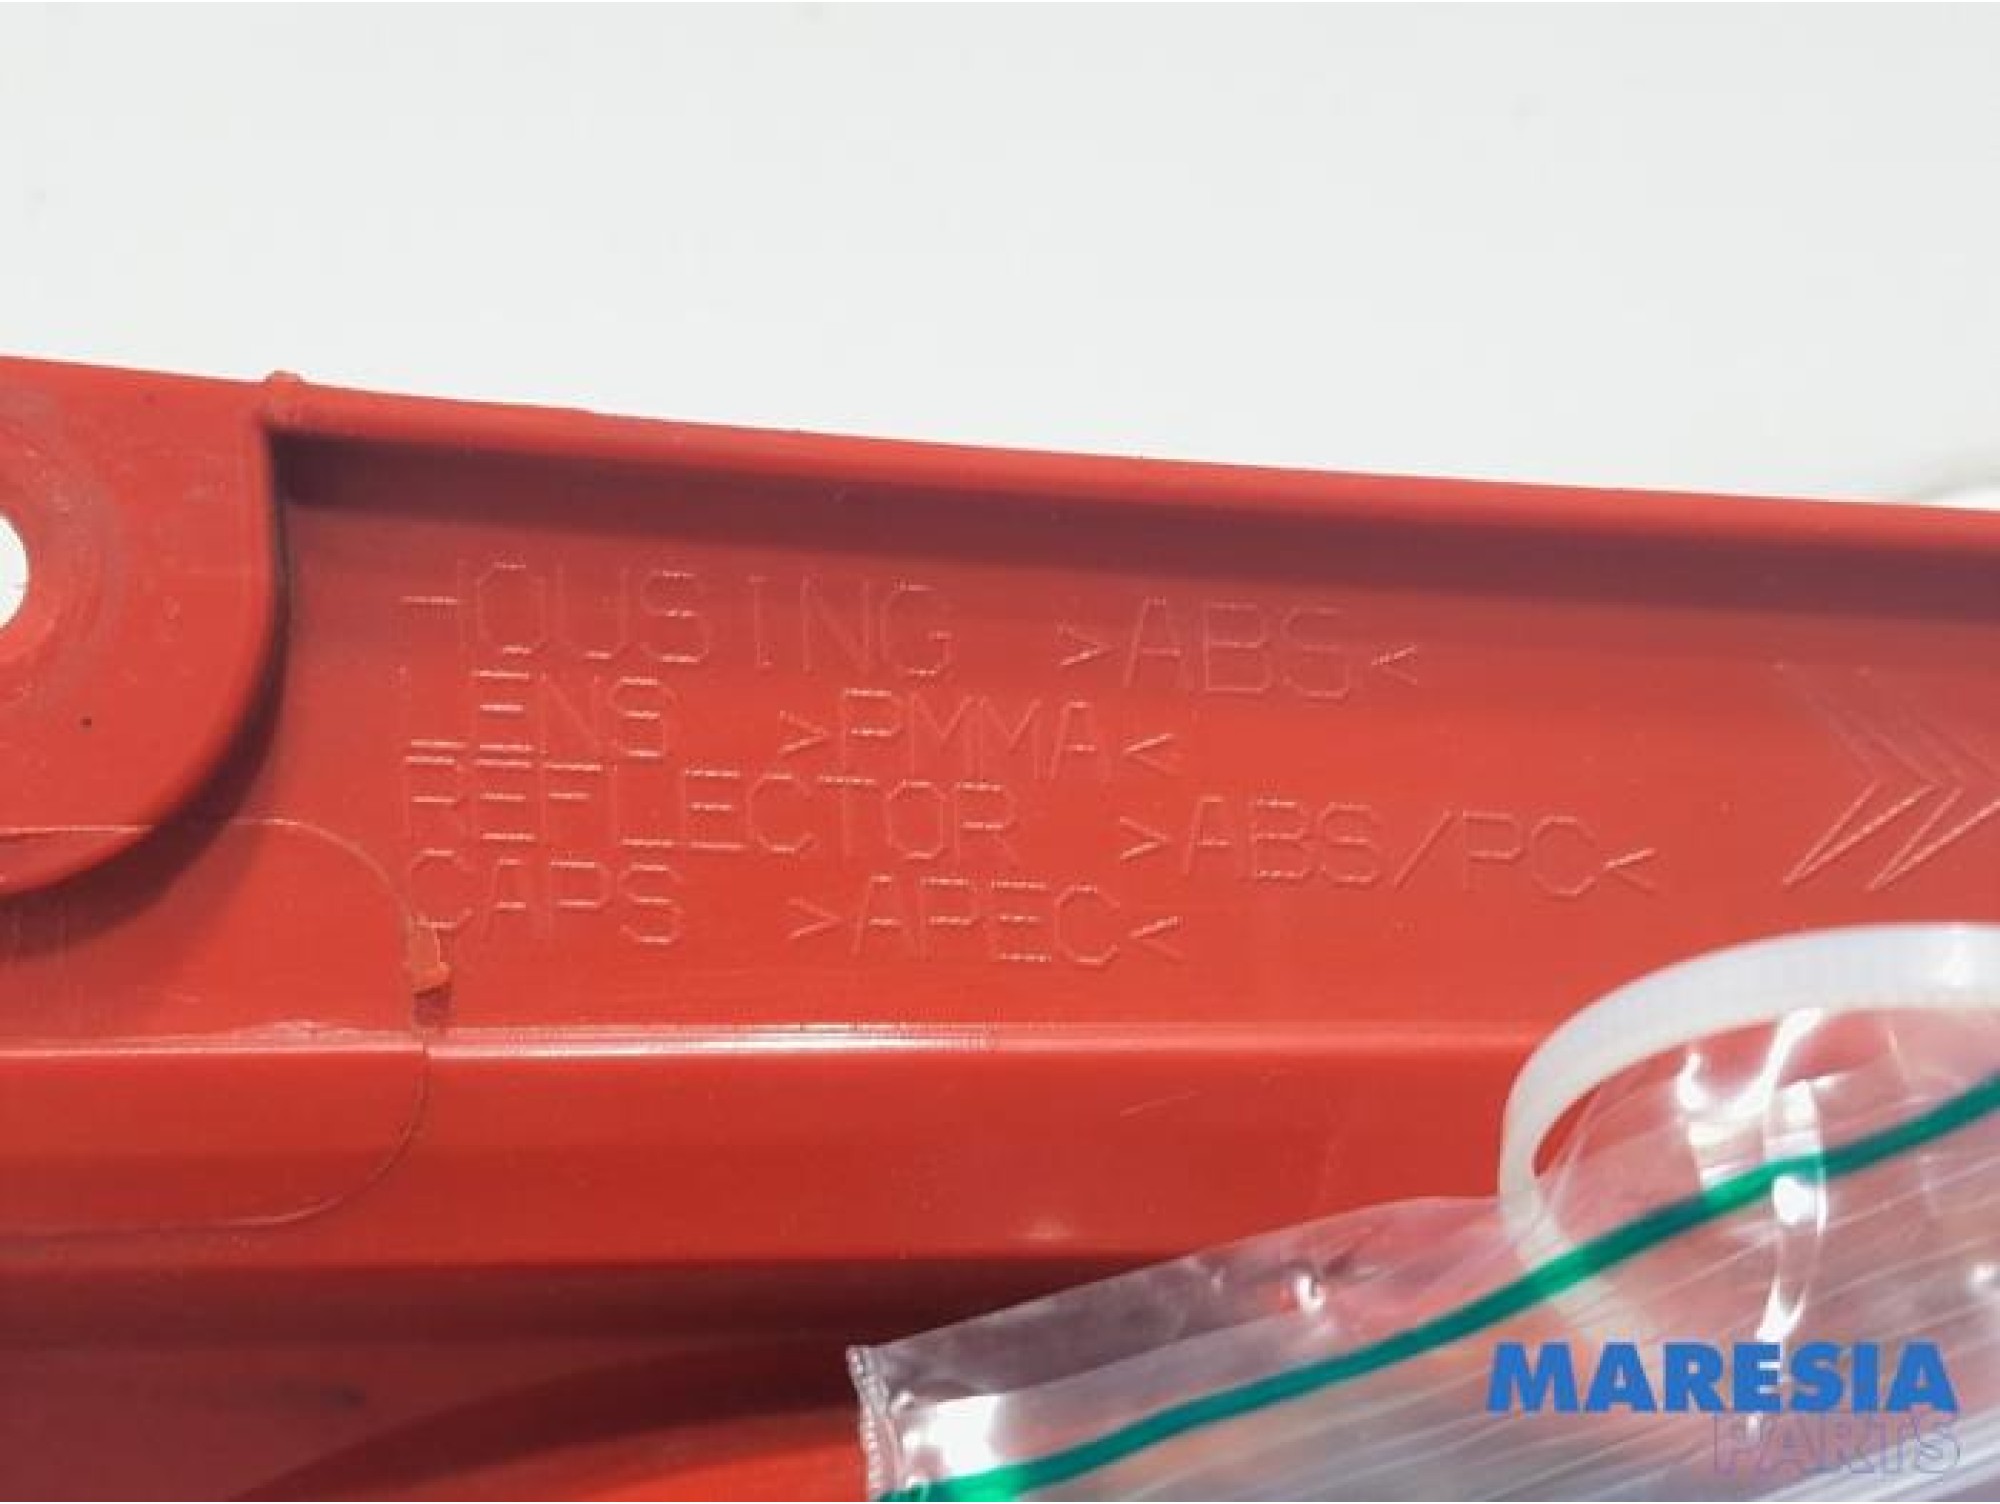 HOUSING >ABS<
LENS >PMMA<
REFLECTOR >ABS/PC<
CAPS >APEC<
MARESIA
PARTS